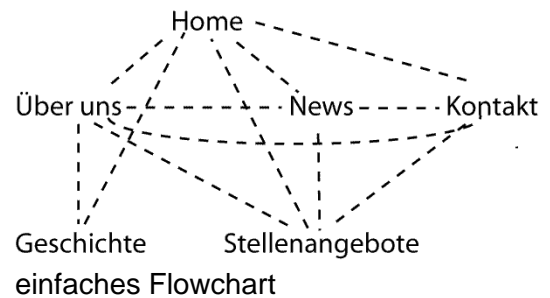 Home
Über uns News Kontakt
Geschichte Stellenangebote
einfaches Flowchart